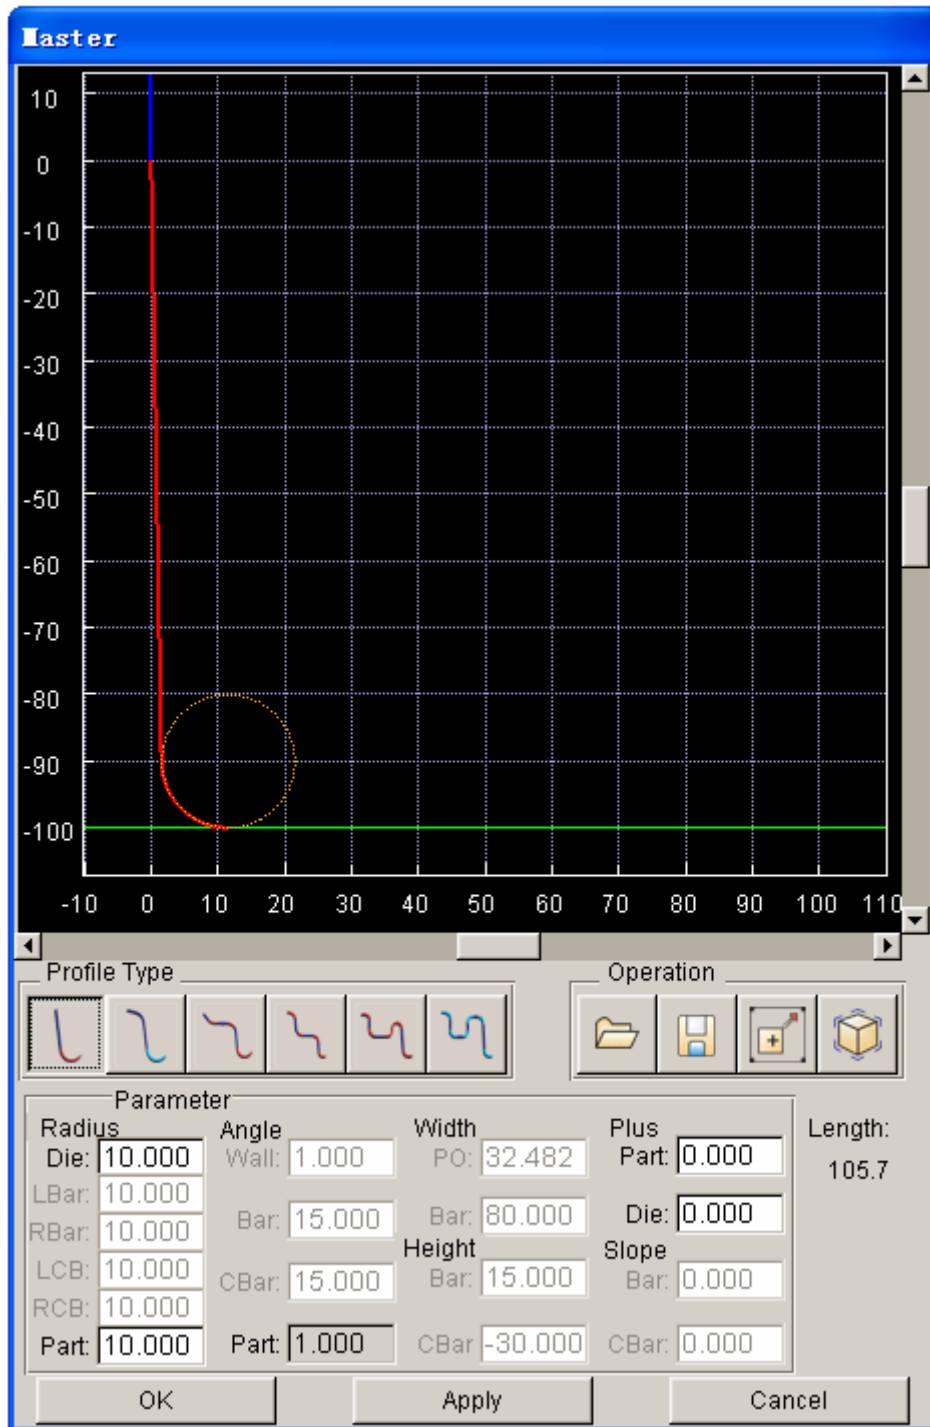 Master
10
0
-10
-20
-30
-40
-50
-60
-70
-80
-90
-100
-10 0 10 20 30 40 50 60 70 80 90 100 110
Profile Type Operation
Parameter
Radius Angle Width Plus Length:
Die: 10.000 Wall: 1.000 PO: 32.482 Part: 0.000 105.7
LBar: 10.000
RBar: 10.000 Bar: 15.000 Bar: 80.000 Die: 0.000
Height Slope
LCB: 10.000 CBar: 15.000 Bar: 15.000 Bar: 0.000
RCB: 10.000
Part: 10.000 Part: 1.000 CBar -30.000 CBar: 0.000
OK Apply Cancel